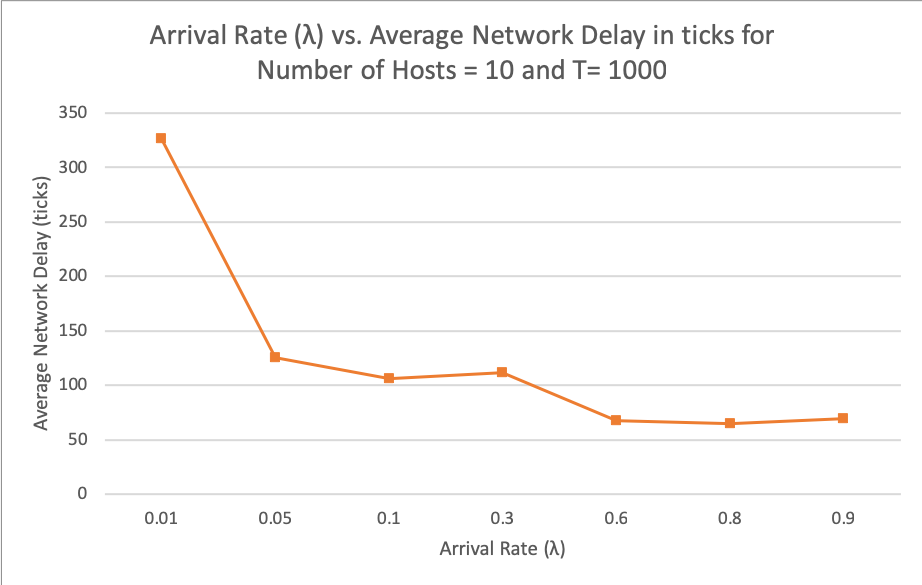 Arrival Rate (λ) vs. Average Network Delay in ticks for
Number of Hosts = 10 and T= 1000
350
300
250
200
150
100
50
0
Average Network Delay (ticks)
0.01 0.05 0.1 0.3 0.6 0.8 0.9
Arrival Rate (λ)